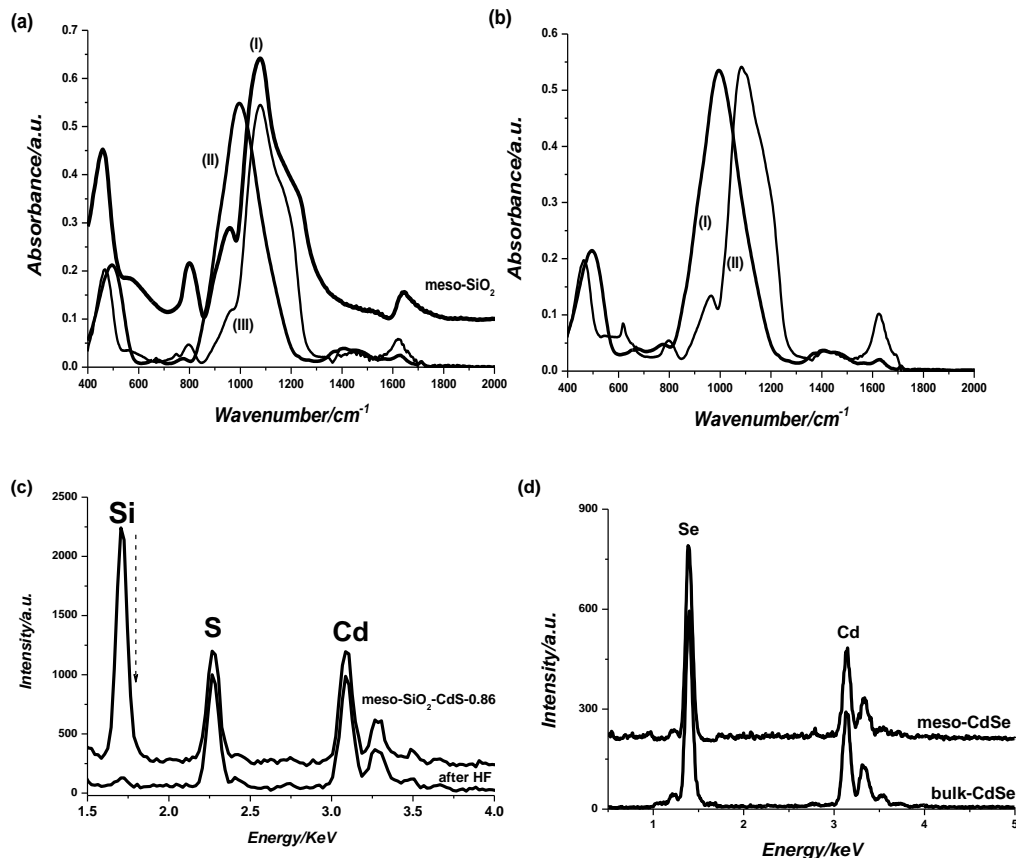 (a)
(I)
(II)
(III)
meso-SiO2
Absorbance/a.u.
0.7
0.6
0.5
0.4
0.3
0.2
0.1
0.0
400 600 800 1000 1200 1400 1600 1800 2000
Wavenumber/cm-1
(b)
(I)
(II)
Absorbance/a.u.
0.6
0.5
0.4
0.3
0.2
0.1
0.0
400 600 800 1000 1200 1400 1600 1800 2000
Wavenumber/cm-1
(c)
Si
S
Cd
meso-SiO2-CdS-0.86
after HF
Intensity/a.u.
2500
2250
2000
1750
1500
1250
1000
750
500
250
0
1.5 2.0 2.5 3.0 3.5 4.0
Energy/KeV
(d)
Se
Cd
meso-CdSe
bulk-CdSe
Intensity/a.u.
900
600
300
0
1 2 3 4 5
Energy/keV